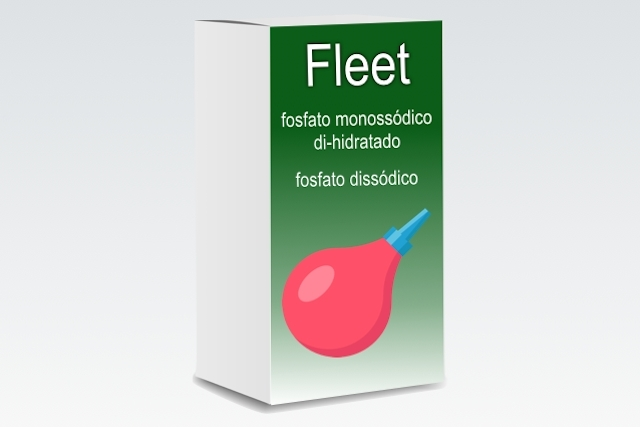 Fleet
fosfato monossódico
di-hidratado
fosfato dissódico